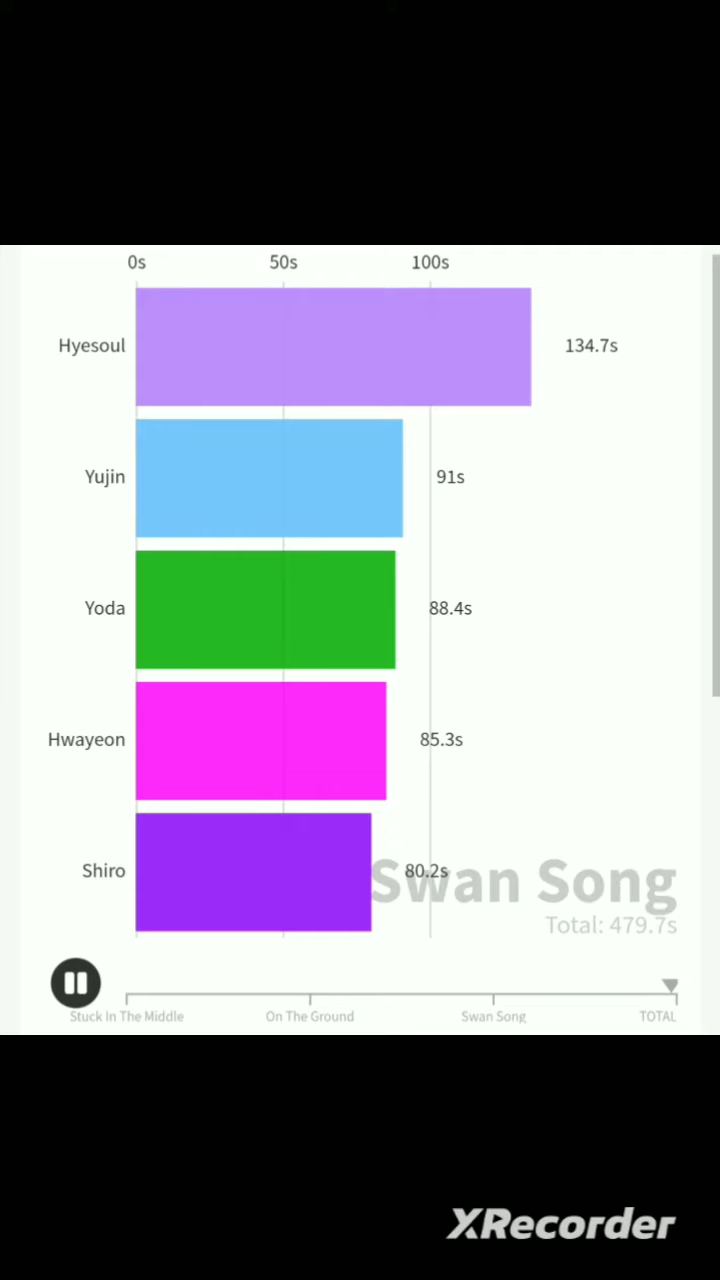 0s 50s 100s
Hyesoul 134.7s
Yujin 91s
Yoda 88.4s
Hwayeon 85.3s
Shiro 80.2s
Swan Song
Total: 479.7s
Stuck In The Middle On The Ground Swan Song TOTAL
XRecorder